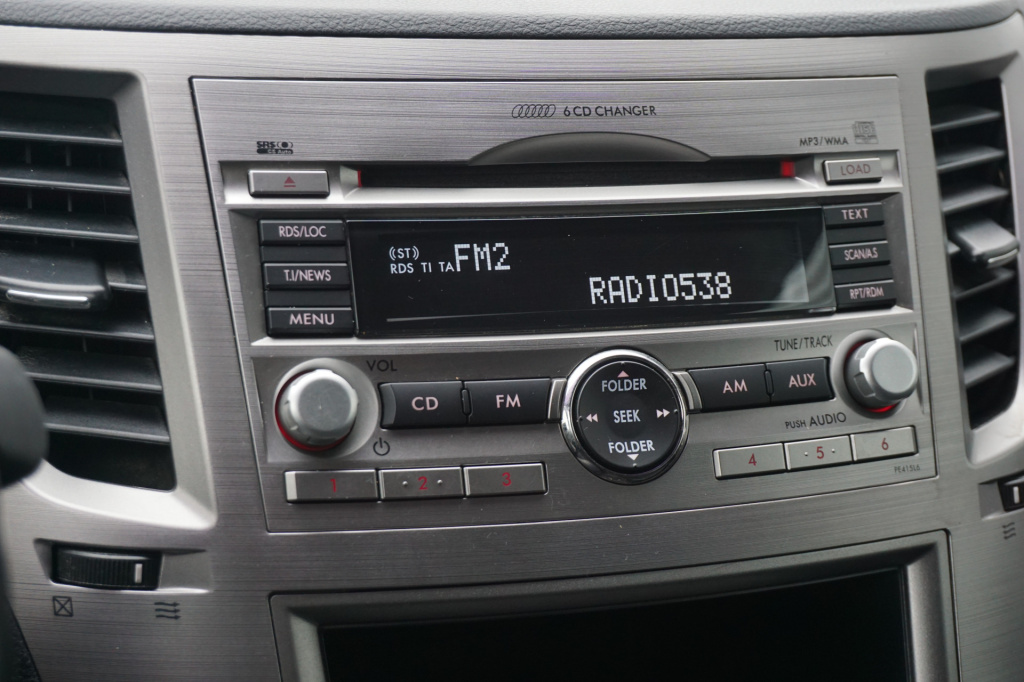 6 CD CHANGER
SRS
MP3/WMA
LOAD
RDS/LOC
TEXT
((ST)) FM2
RDS TI TA
T.I/NEWS
SCAN/A.S
RADIO538
MENU
RPT/RDM
VOL
TUNE/TRACK
CD
FM
FOLDER
SEEK
FOLDER
AM
AUX
PUSH AUDIO
1
· 2 ·
3
4
· 5 ·
6